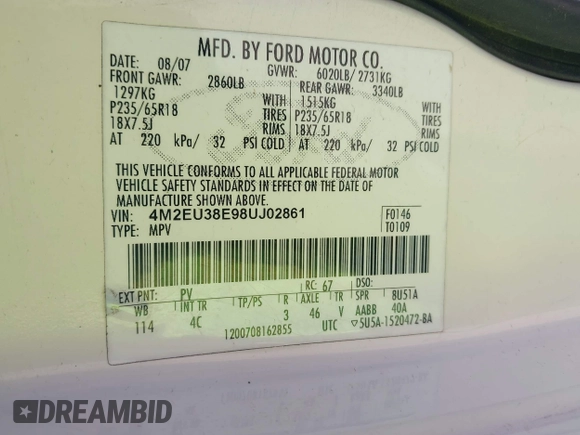 MFD. BY FORD MOTOR CO.
DATE: 08/07 GVWR: 6020LB/ 2731KG
FRONT GAWR: 2860LB REAR GAWR: 3340LB
1297KG 1515KG
P235/65R18 TIRES P235/65R18 TIRES
18X7.5J RIMS 18X7.5J RIMS
AT 220 kPa/ 32 PSI COLD AT 220 kPa/ 32 PSI COLD
THIS VEHICLE CONFORMS TO ALL APPLICABLE FEDERAL MOTOR
VEHICLE SAFETY STANDARDS IN EFFECT ON THE DATE OF
MANUFACTURE SHOWN ABOVE.
VIN: 4M2EU38E98UJ02861 F0146
TYPE: MPV T0109
EXT PNT: PV RC: 67 DSO:
WB INT TR TP/PS R AXLE TR SPR 8U51A
114 4C 3 46 V AABB 40A
1200708162855 UTC ▽5U5A-1520472-BA
DREAMBID